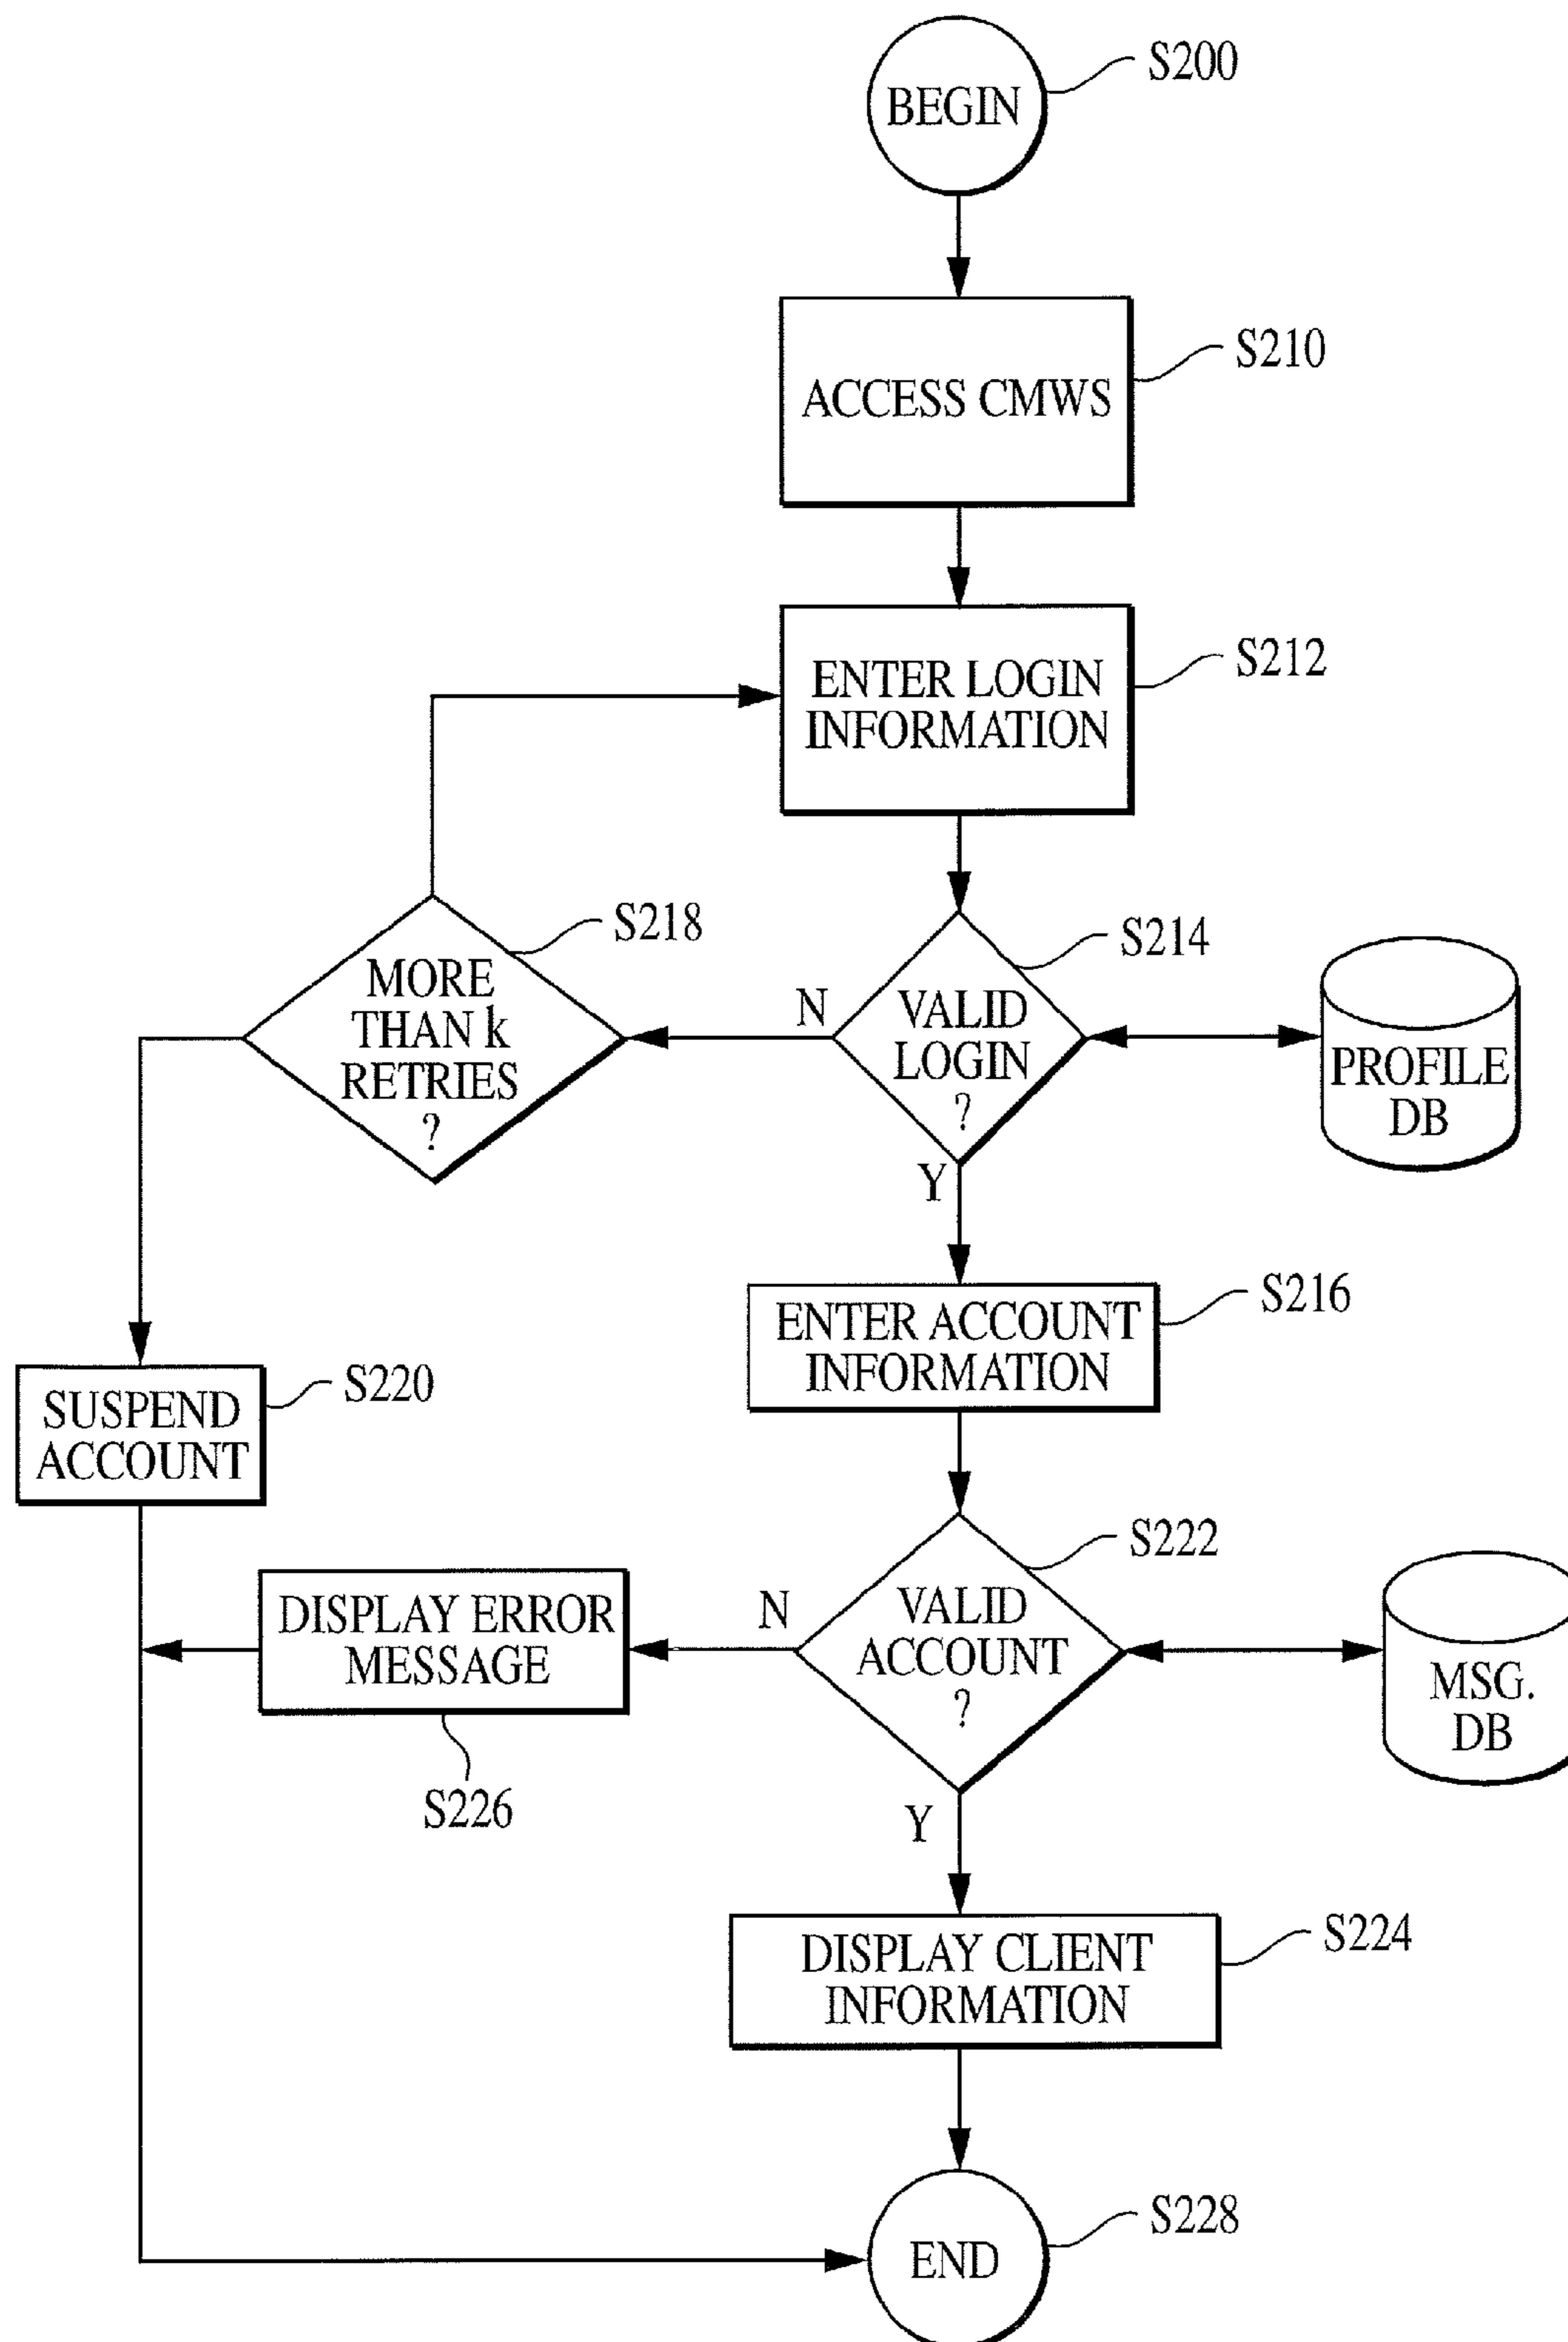 BEGIN
S200
ACCESS CMWS
S210
ENTER LOGIN
INFORMATION
S212
MORE
THAN k
RETRIES
?
S218
N
VALID
LOGIN
?
S214
PROFILE
DB
Y
ENTER ACCOUNT
INFORMATION
S216
SUSPEND
ACCOUNT
S220
DISPLAY ERROR
MESSAGE
S226
N
VALID
ACCOUNT
?
S222
MSG.
DB
Y
DISPLAY CLIENT
INFORMATION
S224
END
S228